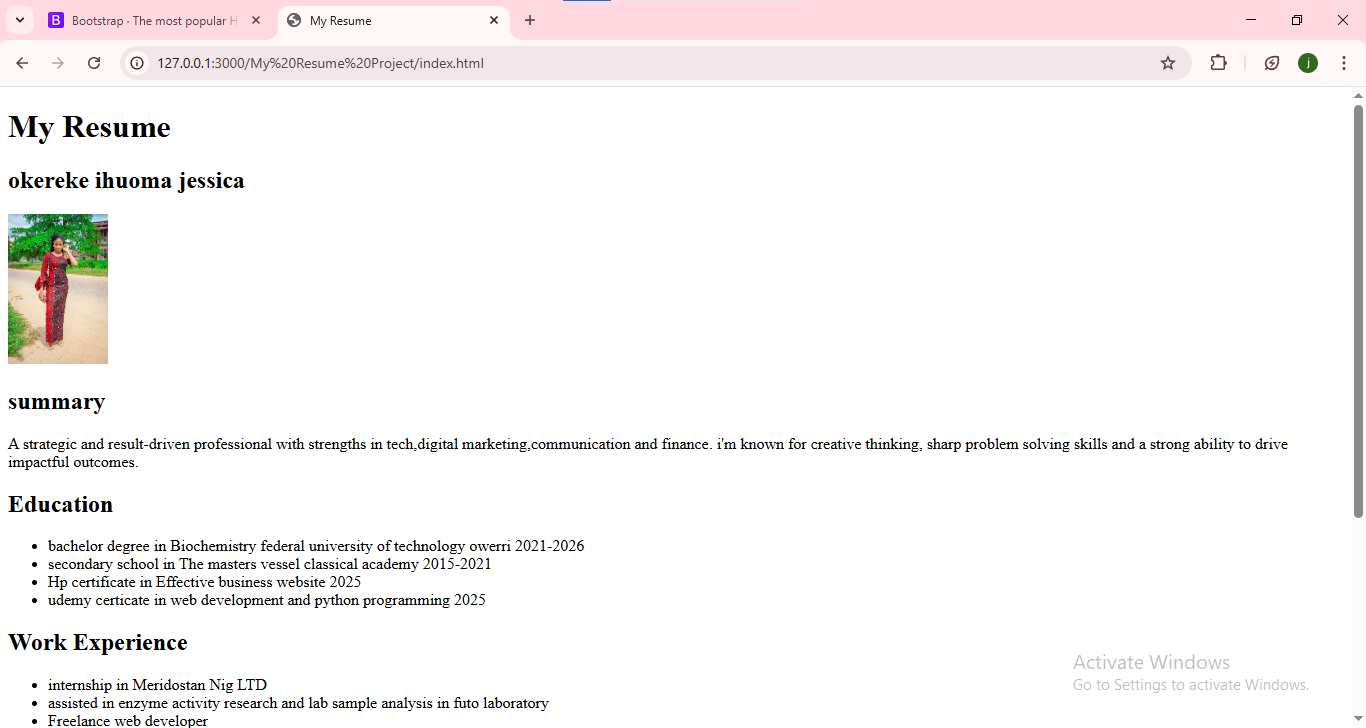 Bootstrap · The most popular H
My Resume
127.0.0.1:3000/My%20Resume%20Project/index.html
j
My Resume
okereke ihuoma jessica
summary
A strategic and result-driven professional with strengths in tech,digital marketing,communication and finance. i'm known for creative thinking, sharp problem solving skills and a strong ability to drive
impactful outcomes.
Education
bachelor degree in Biochemistry federal university of technology owerri 2021-2026
secondary school in The masters vessel classical academy 2015-2021
Hp certificate in Effective business website 2025
udemy certicate in web development and python programming 2025
Work Experience
internship in Meridostan Nig LTD
assisted in enzyme activity research and lab sample analysis in futo laboratory
Freelance web developer
Activate Windows
Go to Settings to activate Windows.